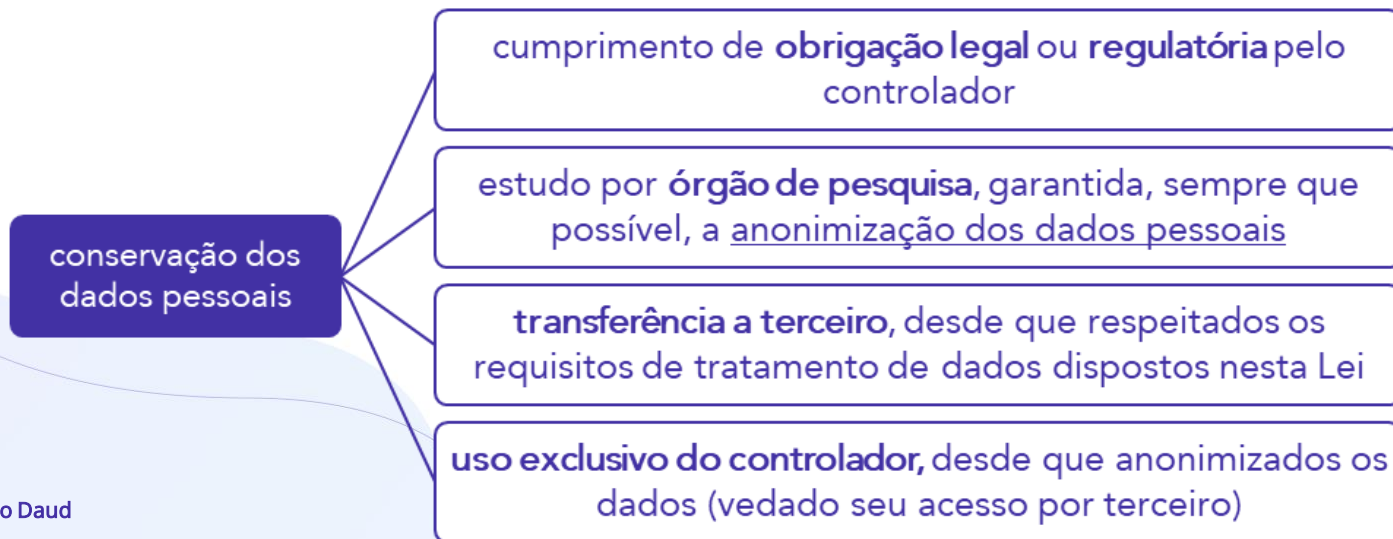 cumprimento de obrigação legal ou regulatória pelo
controlador
estudo por órgão de pesquisa, garantida, sempre que
possível, a anonimização dos dados pessoais
conservação dos
dados pessoais
transferência a terceiro, desde que respeitados os
requisitos de tratamento de dados dispostos nesta Lei
uso exclusivo do controlador, desde que anonimizados os
dados (vedado seu acesso por terceiro)
o Daud